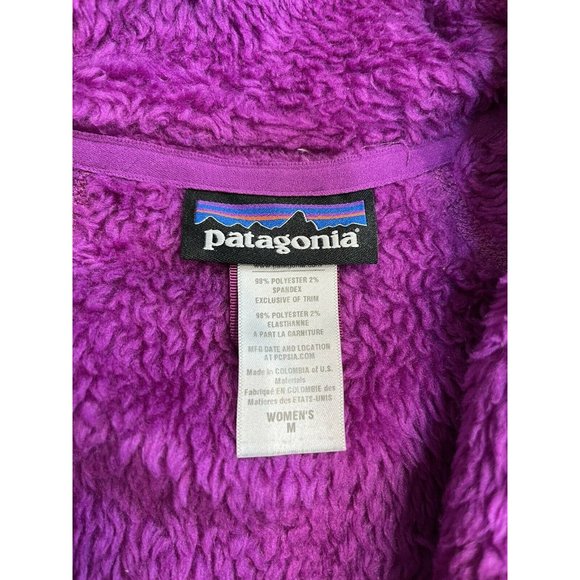 patagonia®
98% POLYESTER 2%
SPANDEX
EXCLUSIVE OF TRIM
98% POLYESTER 2%
ELASTHANNE
A PART LA GARNITURE
MFG DATE AND LOCATION
AT PCPSIA.COM
Made in COLOMBIA of U.S.
Materials
Fabriqué EN COLOMBIE des
Matieres des ETATS-UNIS
WOMEN'S
M